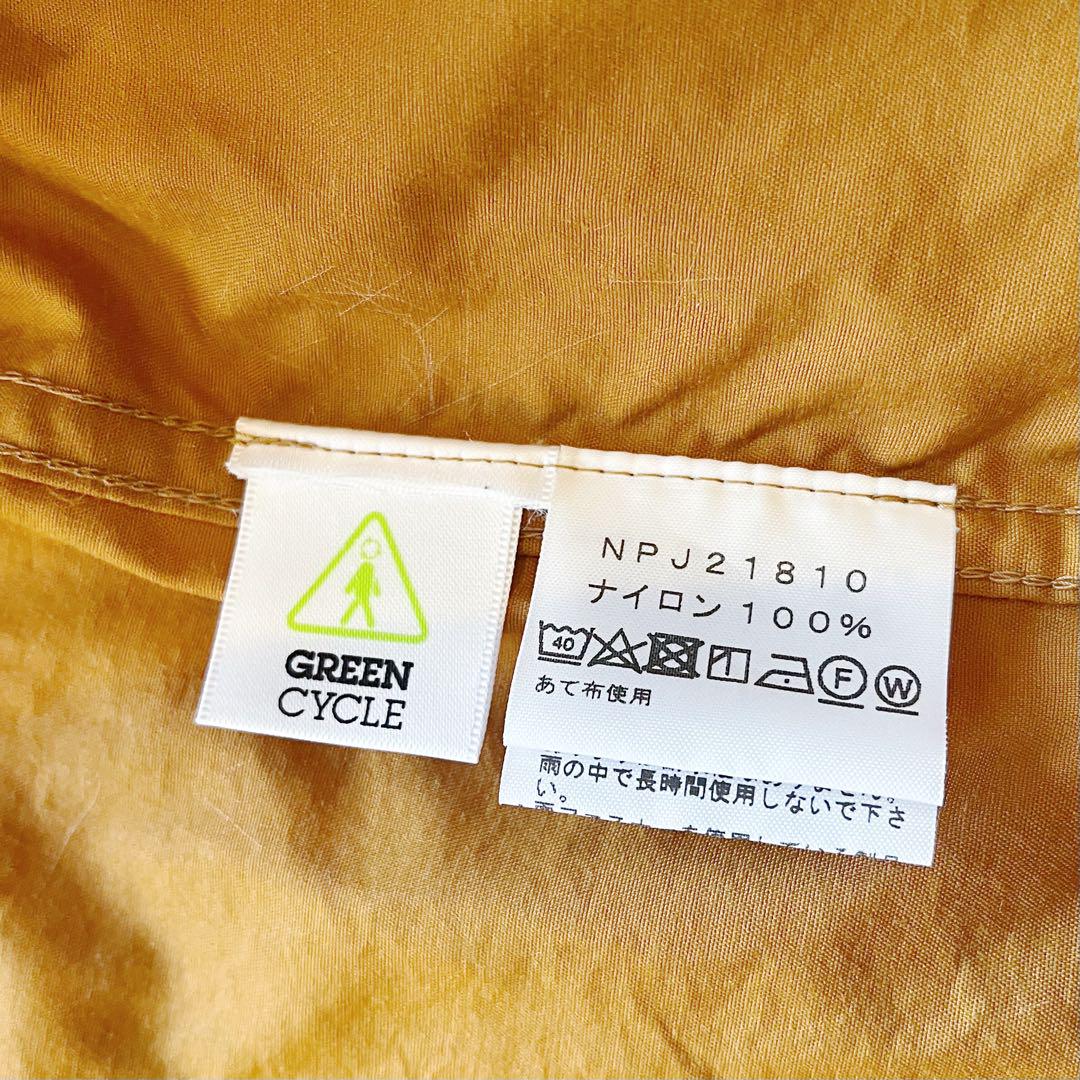 GREEN
CYCLE
NPJ21810
ナイロン100%
40
F
W
あて布使用
雨の中で長時間使用しないで下さ
い。